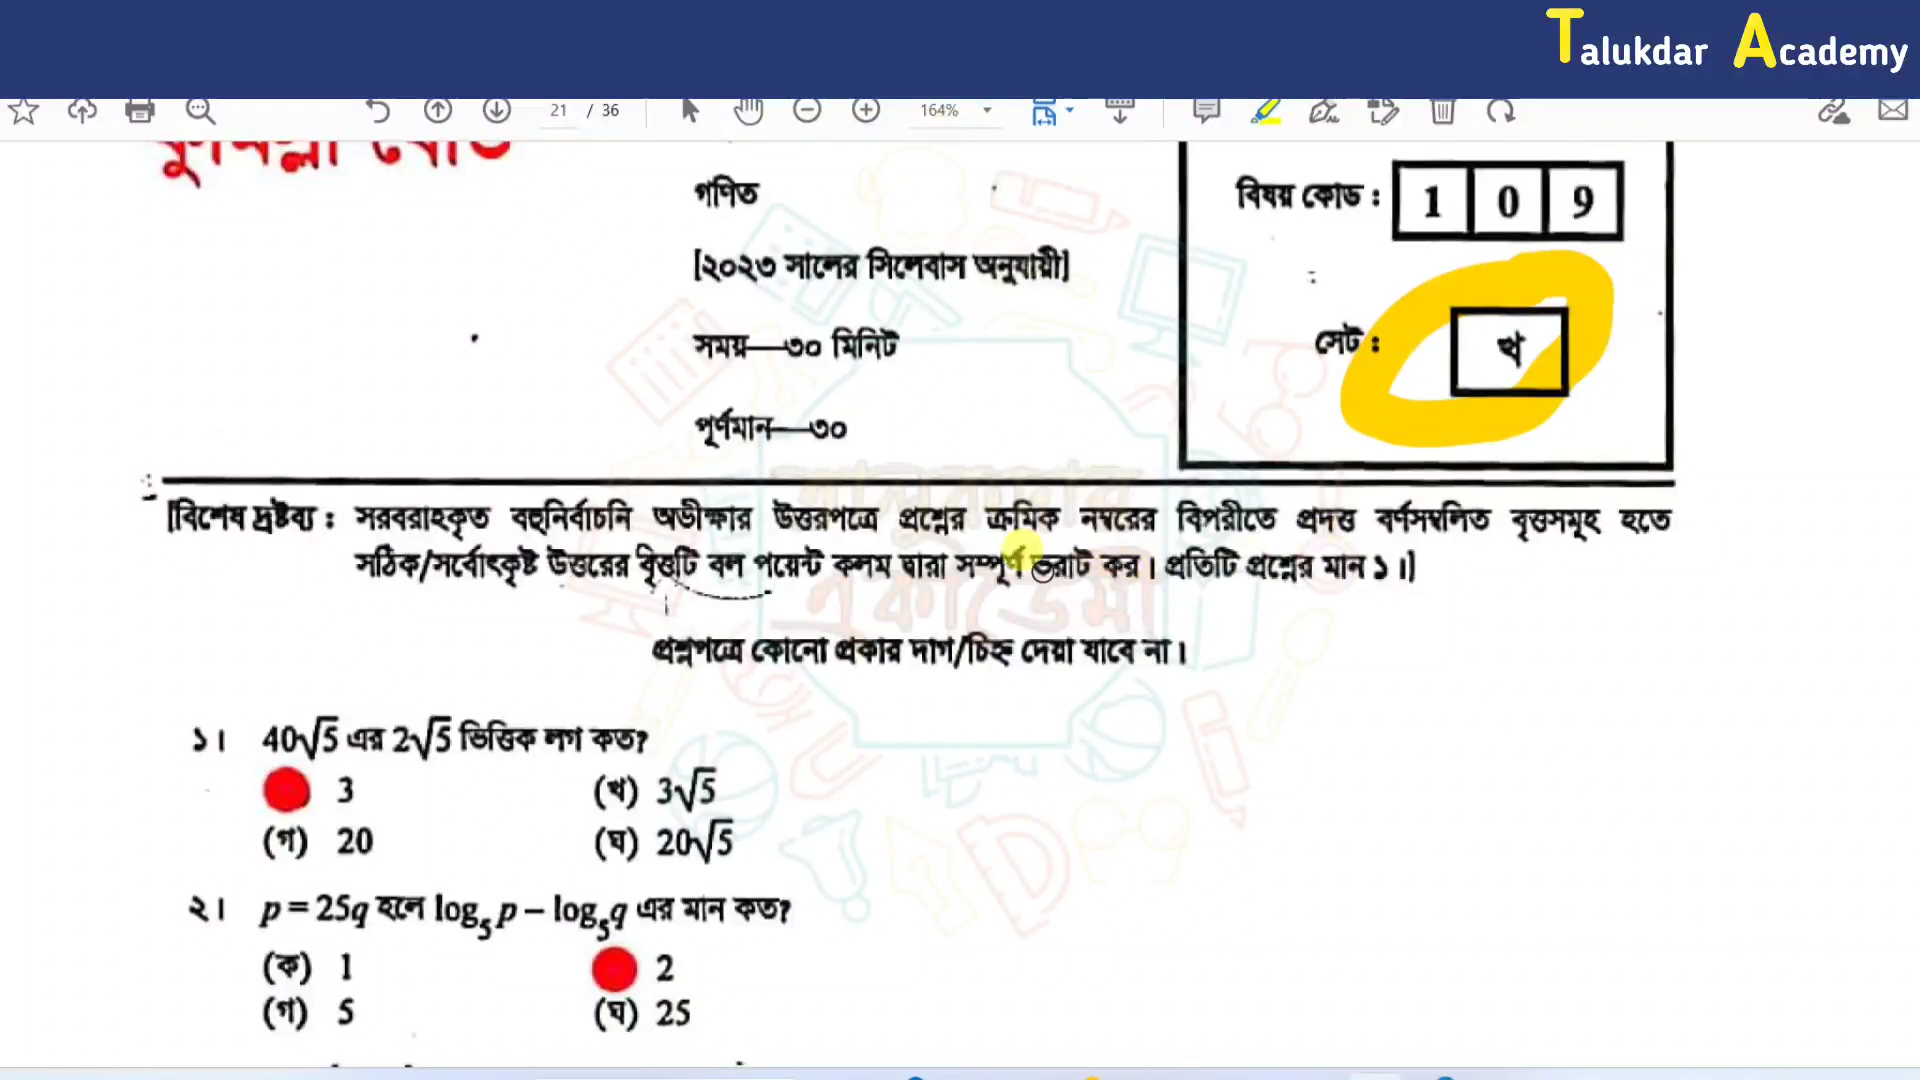 Talukdar Academy
21 / 36
164%
কুমিল্লা বোর্ড
গণিত
বিষয় কোড : 1 0 9
[২০২৩ সালের সিলেবাস অনুযায়ী]
সেট : খ
সময়—৩০ মিনিট
পূর্ণমান—৩০
[বিশেষ দ্রষ্টব্য : সরবরাহকৃত বহুনির্বাচনি অভীক্ষার উত্তরপত্রে প্রশ্নের ক্রমিক নম্বরের বিপরীতে প্রদত্ত বর্ণসম্বলিত বৃত্তসমূহ হতে
সঠিক/সর্বোৎকৃষ্ট উত্তরের বৃত্তটি বল পয়েন্ট কলম দ্বারা সম্পূর্ণ ভরাট কর। প্রতিটি প্রশ্নের মান ১।]
একাডেমী
প্রশ্নপত্রে কোনো প্রকার দাগ/চিহ্ন দেয়া যাবে না।
১। 40√5 এর 2√5 ভিত্তিক লগ কত?
3 (খ) 3√5
(গ) 20 (ঘ) 20√5
২। p = 25q হলে log₅p – log₅q এর মান কত?
(ক) 1 2
(গ) 5 (ঘ) 25